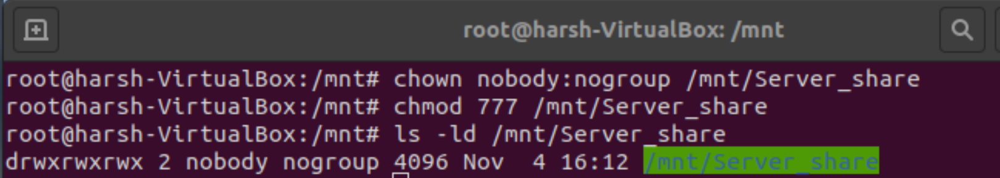 root@harsh-VirtualBox: /mnt
root@harsh-VirtualBox:/mnt# chown nobody:nogroup /mnt/Server_share
root@harsh-VirtualBox:/mnt# chmod 777 /mnt/Server_share
root@harsh-VirtualBox:/mnt# ls -ld /mnt/Server_share
drwxrwxrwx 2 nobody nogroup 4096 Nov  4 16:12 /mnt/Server_share